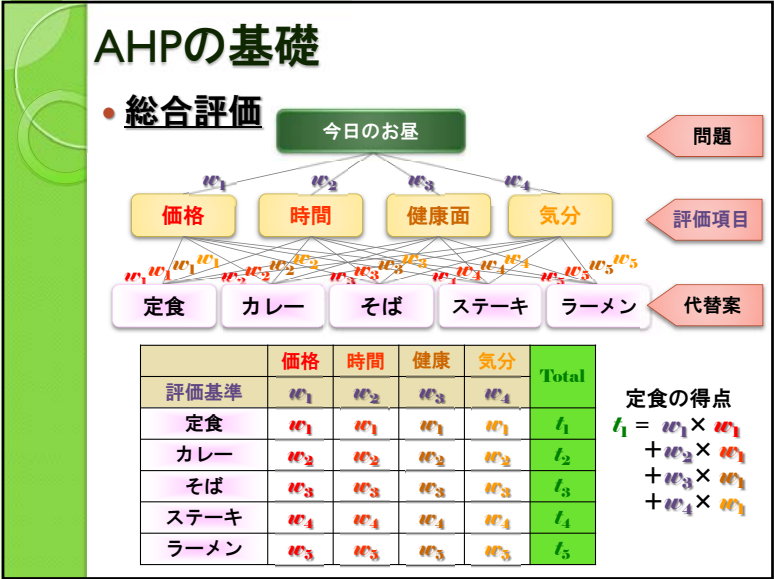 AHPの基礎
• 総合評価
今日のお昼
問題
w₁ w₂ w₃ w₄
価格 時間 健康面 気分
評価項目
w₁ w₁ w₁ w₁ w₂ w₂ w₂ w₂ w₃ w₃ w₃ w₃ w₄ w₄ w₄ w₄ w₅ w₅ w₅ w₅
定食 カレー そば ステーキ ラーメン
代替案
価格 時間 健康 気分 Total
評価基準 w₁ w₂ w₃ w₄
定食 w₁ w₁ w₁ w₁ t₁
カレー w₂ w₂ w₂ w₂ t₂
そば w₃ w₃ w₃ w₃ t₃
ステーキ w₄ w₄ w₄ w₄ t₄
ラーメン w₅ w₅ w₅ w₅ t₅
定食の得点
t₁ = w₁× w₁
+w₂× w₁
+w₃× w₁
+w₄× w₁